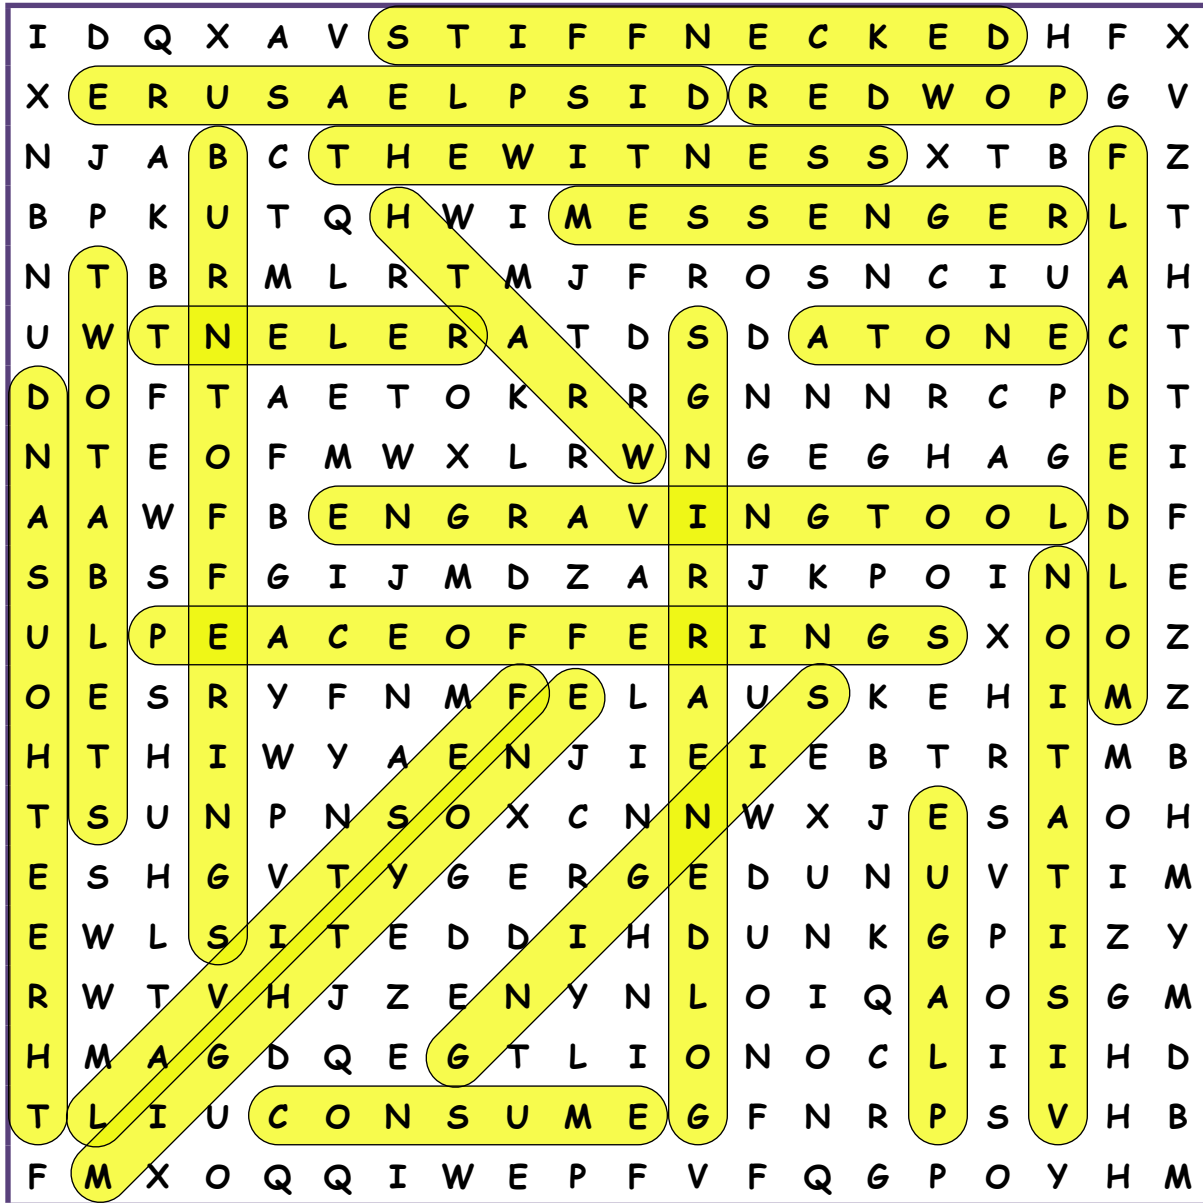 I D Q X A V S T I F F N E C K E D H F X
X E R U S A E L P S I D R E D W O P G V
N J A B C T H E W I T N E S S X T B F Z
B P K U T Q H W I M E S S E N G E R L T
N T B R M L R T M J F R O S N C I U A H
U W T N E L E R A T D S D A T O N E C T
D O F T A E T O K R R G N N N R C P D T
N T E O F M W X L R W N G E G H A G E I
A A W F B E N G R A V I N G T O O L D F
S B S F G I J M D Z A R J K P O I N L E
U L P E A C E O F F E R I N G S X O O Z
O E S R Y F N M F E L A U S K E H I M Z
H T H I W Y A E N J I E I E B T R T M B
T S U N P N S O X C N N W X J E S A O H
E S H G V T Y G E R G E D U N U V T I M
E W L S I T E D D I H D U N K G P I Z Y
R W T V H J Z E N Y N L O I Q A O S G M
H M A G D Q E G T L I O N O C L I I H D
T L I U C O N S U M E G F N R P S V H B
F M X O Q Q I W E P F V F Q G P O Y H M